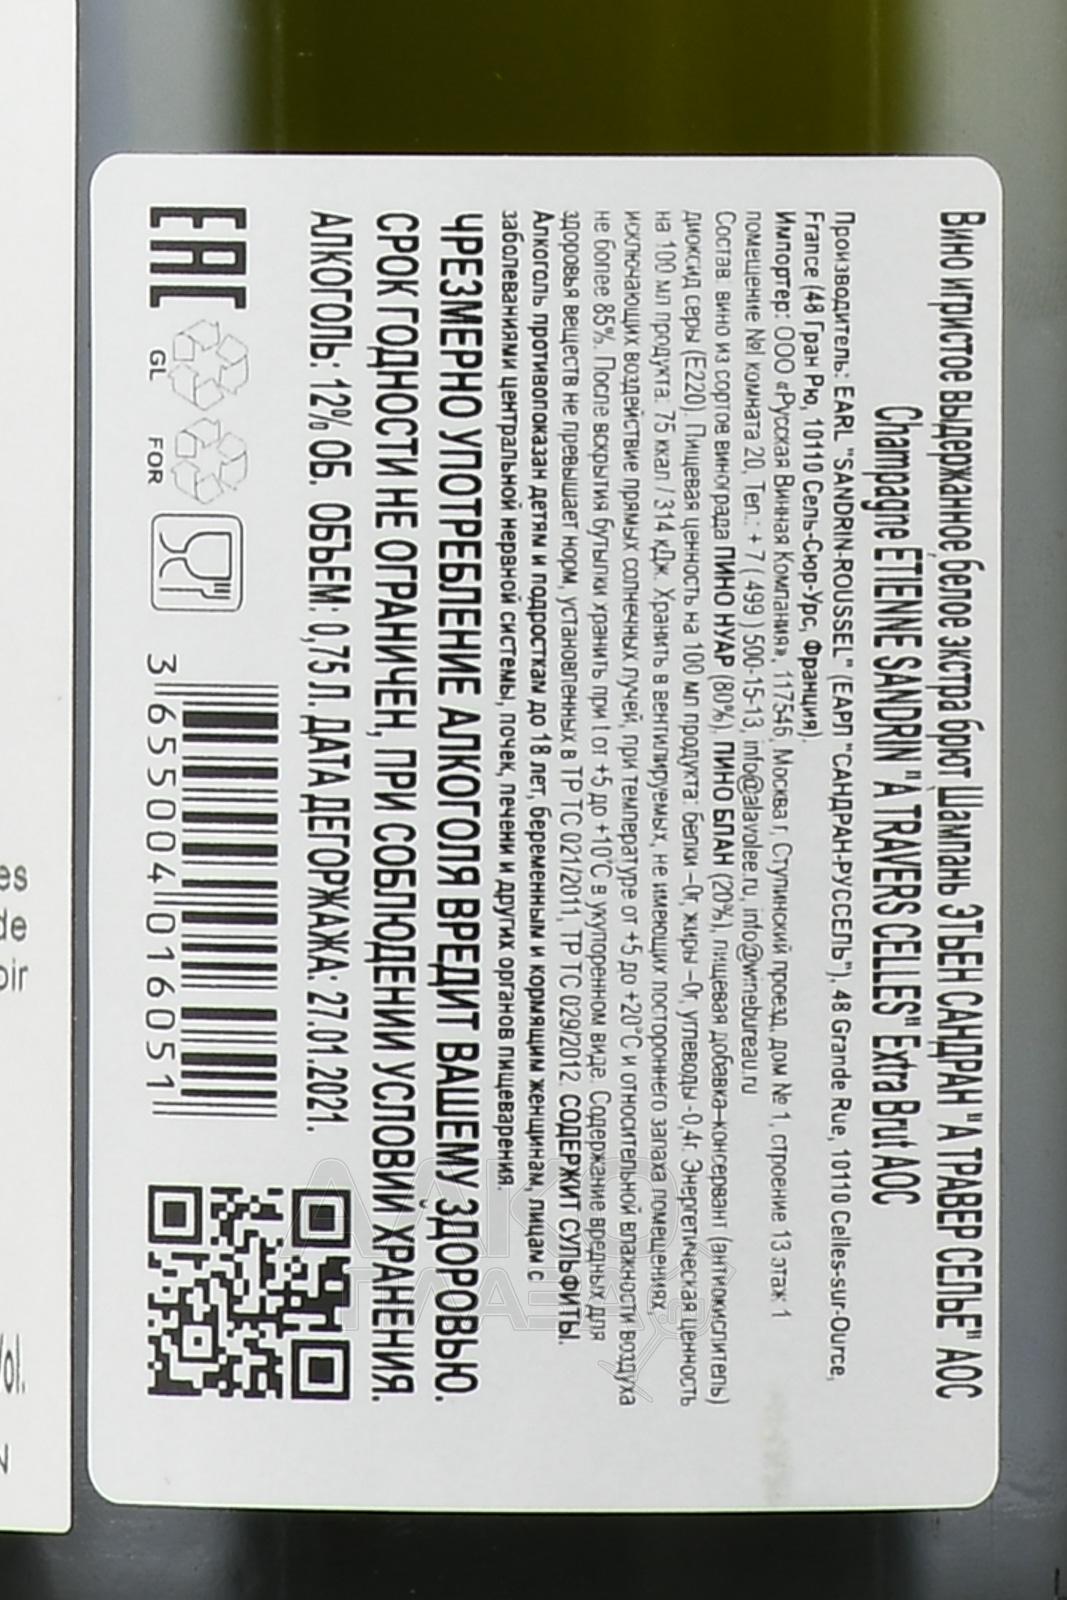 Вино игристое выдержанное белое экстра брют Шампань ЭТЬЕН САНДРАН "А ТРАВЕР СЕЛЬЕ" АОС
Champagne ETIENNE SANDRIN "À TRAVERS CELLES" Extra Brut AOC
Производитель: EARL "SANDRIN-ROUSSEL" (ЕАРЛ "САНДРАН-РУССЕЛЬ"), 48 Grande Rue, 10110 Celles-sur-Ource,
France (48 Гран Рю, 10110 Сель-Сюр-Урс, Франция).
Импортер: ООО «Русская Винная Компания», 117546, Москва г, Ступинский проезд, дом № 1, строение 13 этаж 1
помещение №I комната 20, Тел.: + 7 ( 499 ) 500-15-13, info@alavolee.ru, info@winebureau.ru
Состав: вино из сортов винограда ПИНО НУАР (80%), ПИНО БЛАН (20%), пищевая добавка-консервант (антиокислитель)
диоксид серы (Е220). Пищевая ценность на 100 мл продукта: белки -0г, жиры -0г, углеводы -0,4г. Энергетическая ценность
на 100 мл продукта: 75 ккал / 314 кДж. Хранить в вентилируемых, не имеющих постороннего запаха помещениях,
исключающих воздействие прямых солнечных лучей, при температуре от +5 до +20°С и относительной влажности воздуха
не более 85%. После вскрытия бутылки хранить при t от +5 до +10°С в укупоренном виде. Содержание вредных для
здоровья веществ не превышает норм, установленных в ТР ТС 021/2011, ТР ТС 029/2012. СОДЕРЖИТ СУЛЬФИТЫ.
Алкоголь противопоказан детям и подросткам до 18 лет, беременным и кормящим женщинам, лицам с
заболеваниями центральной нервной системы, почек, печени и других органов пищеварения.
ЧРЕЗМЕРНО УПОТРЕБЛЕНИЕ АЛКОГОЛЯ ВРЕДИТ ВАШЕМУ ЗДОРОВЬЮ.
СРОК ГОДНОСТИ НЕ ОГРАНИЧЕН, ПРИ СОБЛЮДЕНИИ УСЛОВИЙ ХРАНЕНИЯ.
АЛКОГОЛЬ: 12% ОБ. ОБЪЕМ: 0,75 Л. ДАТА ДЕГОРЖАЖА: 27.01.2021.
EAC
GL
FOR
3 655004 016051
es
de
oir
Vol.